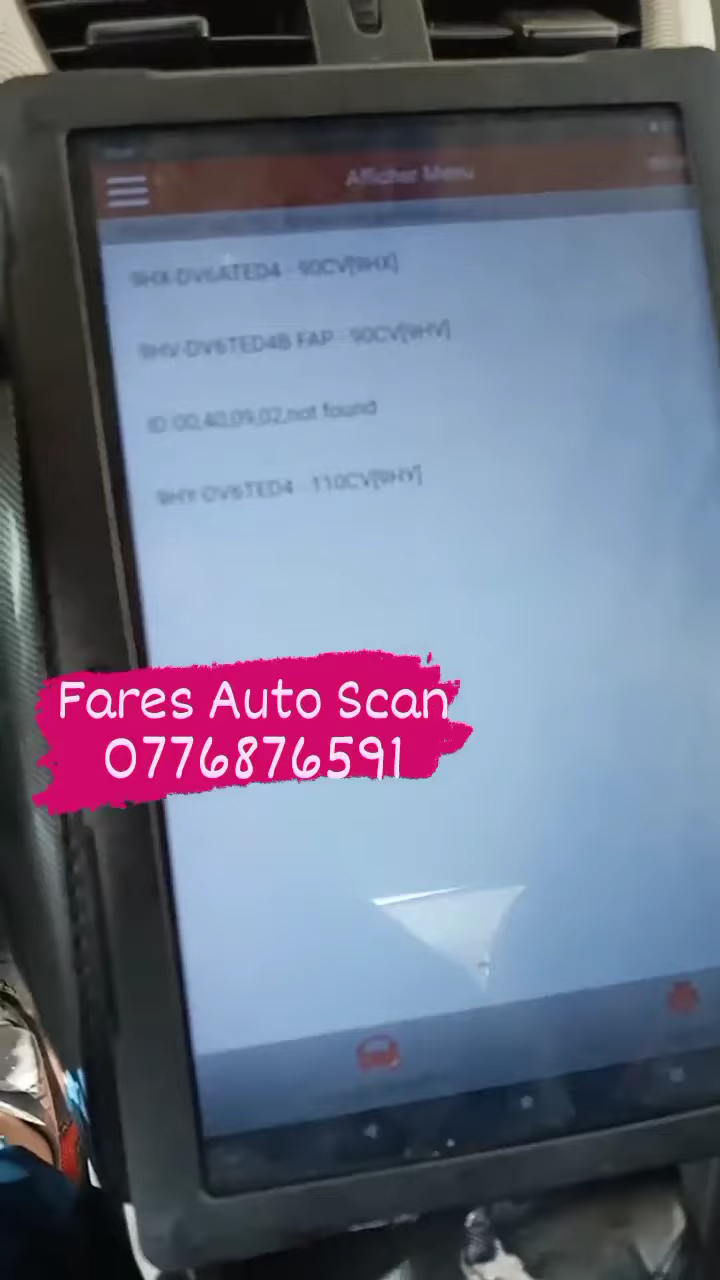 Afficher Menu
9HX-DV6ATED4 - 90CV[9HX]
9HV-DV6TED4B FAP - 90CV[9HV]
ID:00,40,09,02,not found
9HY-DV6TED4 - 110CV[9HY]
Fares Auto Scan
0776876591